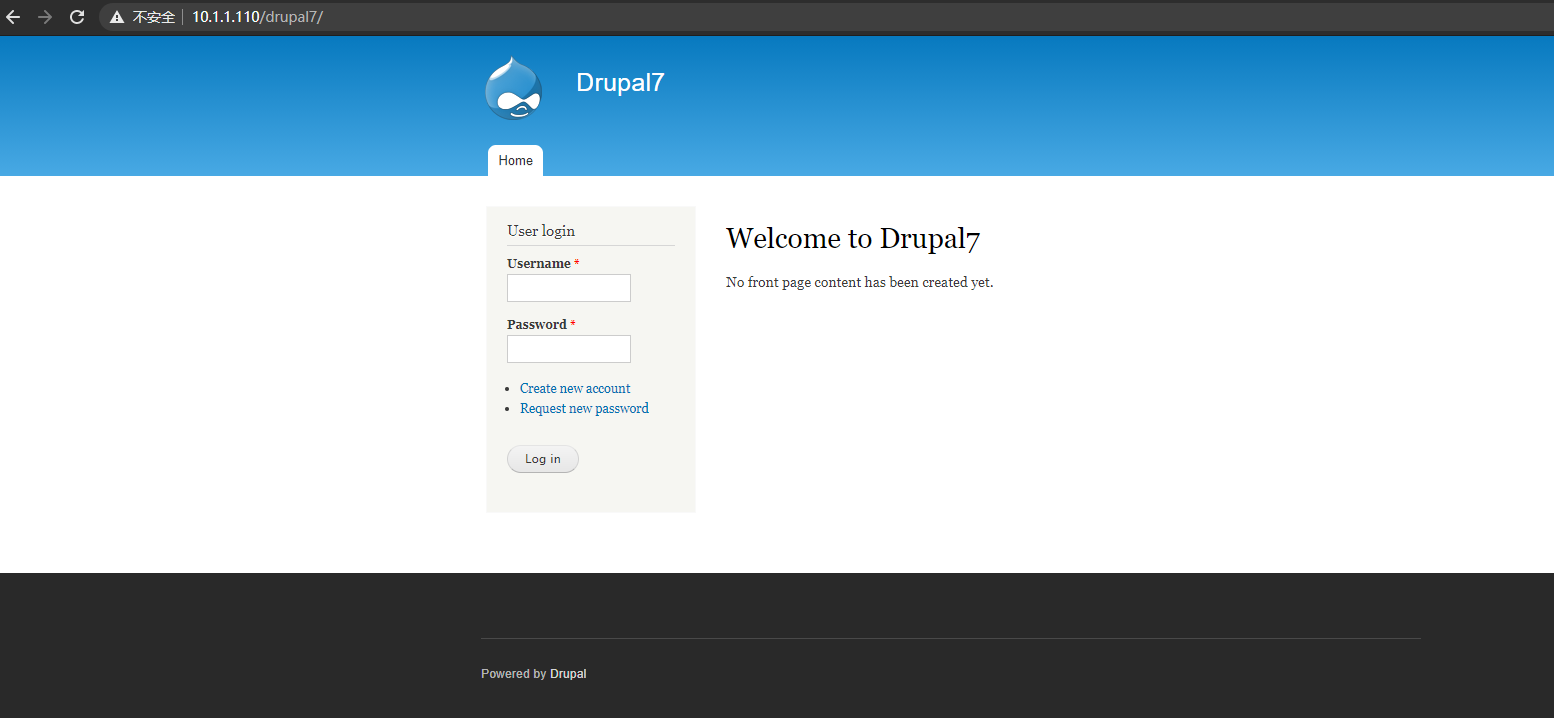 不安全 10.1.1.110/drupal7/
Drupal7
Home
User login
Username *
Password *
Create new account
Request new password
Log in
Welcome to Drupal7
No front page content has been created yet.
Powered by Drupal